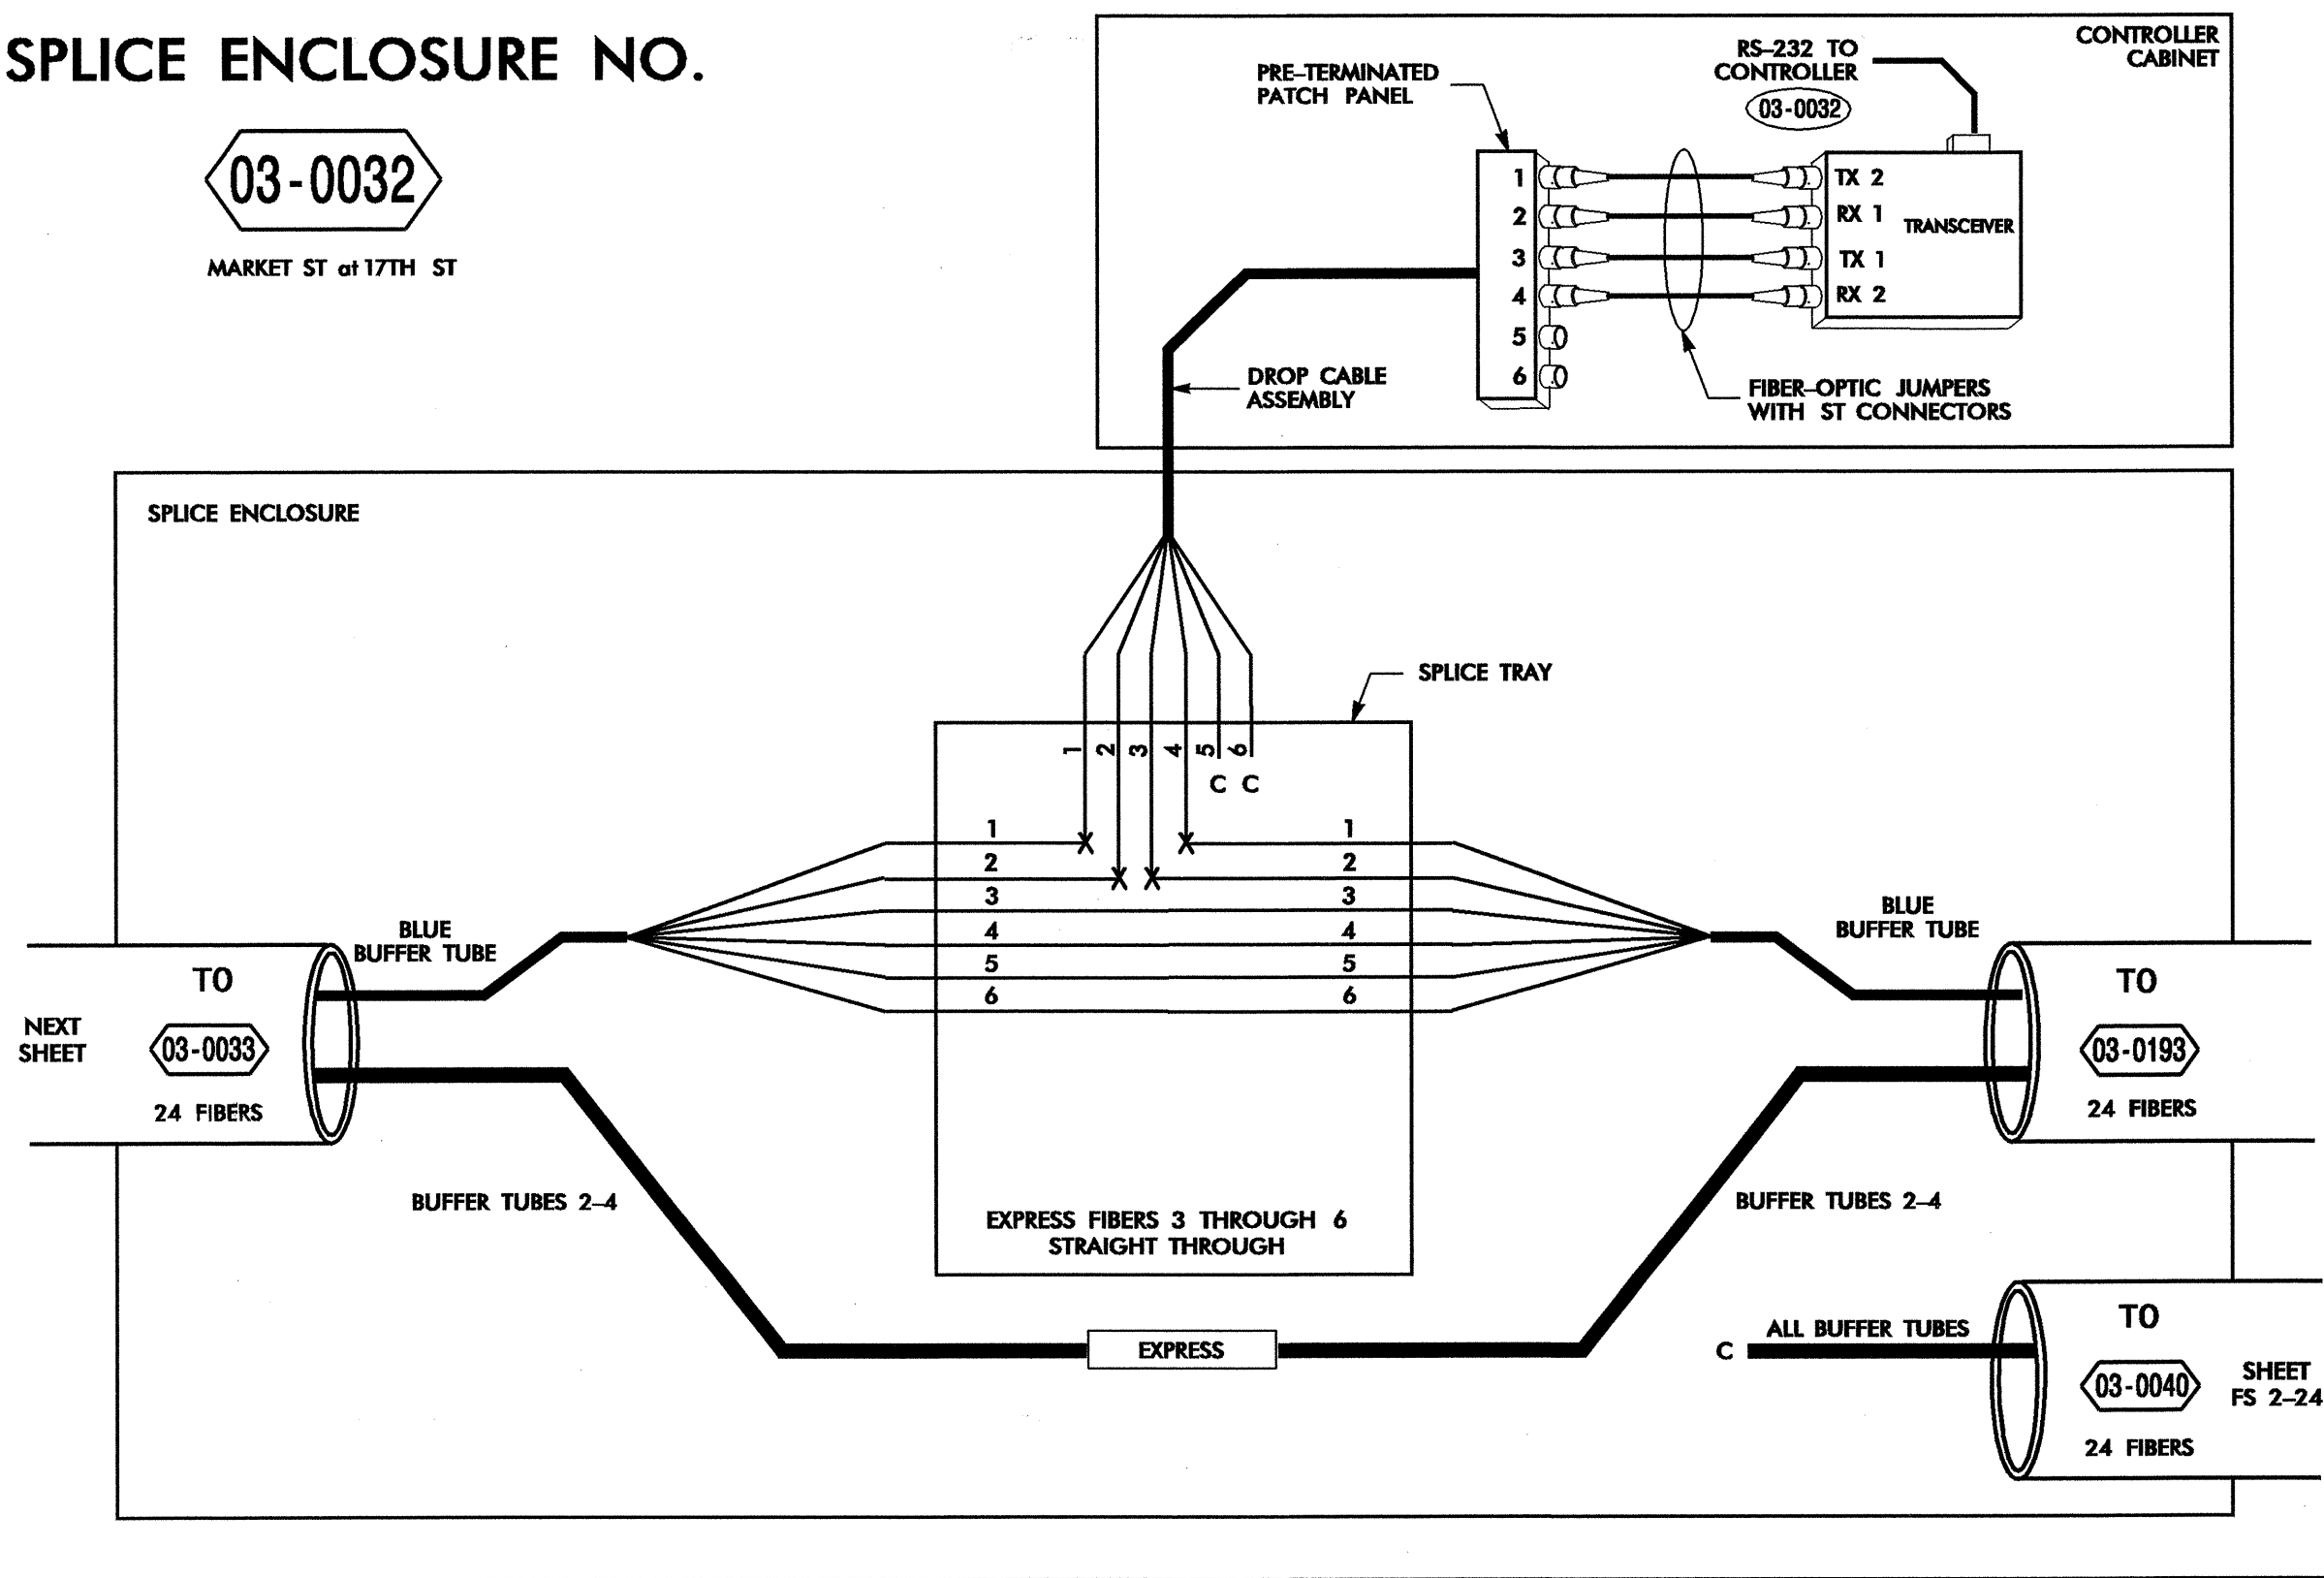 SPLICE ENCLOSURE NO.
03-0032
MARKET ST at 17TH ST
CONTROLLER
CABINET
RS-232 TO
CONTROLLER
03-0032
PRE-TERMINATED
PATCH PANEL
1
2
3
4
5
6
TX 2
RX 1
TX 1
RX 2
TRANSCEIVER
DROP CABLE
ASSEMBLY
FIBER-OPTIC JUMPERS
WITH ST CONNECTORS
SPLICE ENCLOSURE
SPLICE TRAY
1 2 3 4 5 6
C C
1 1
2 2
3 3
4 4
5 5
6 6
BLUE
BUFFER TUBE
BLUE
BUFFER TUBE
NEXT
SHEET
TO
03-0033
24 FIBERS
TO
03-0193
24 FIBERS
BUFFER TUBES 2-4
BUFFER TUBES 2-4
EXPRESS FIBERS 3 THROUGH 6
STRAIGHT THROUGH
EXPRESS
C
ALL BUFFER TUBES
TO
03-0040
24 FIBERS
SHEET
FS 2-24